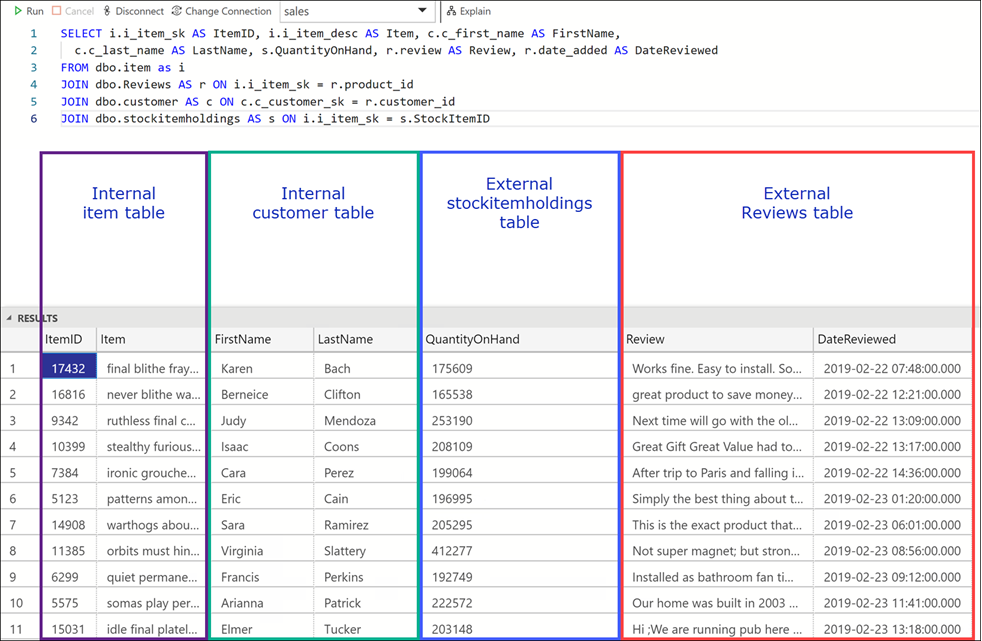 Run Cancel Disconnect Change Connection sales Explain
1 SELECT i.i_item_sk AS ItemID, i.i_item_desc AS Item, c.c_first_name AS FirstName,
2 c.c_last_name AS LastName, s.QuantityOnHand, r.review AS Review, r.date_added AS DateReviewed
3 FROM dbo.item as i
4 JOIN dbo.Reviews AS r ON i.i_item_sk = r.product_id
5 JOIN dbo.customer AS c ON c.c_customer_sk = r.customer_id
6 JOIN dbo.stockitemholdings AS s ON i.i_item_sk = s.StockItemID
Internal
item table
Internal
customer table
External
stockitemholdings
table
External
Reviews table
RESULTS
ItemID Item FirstName LastName QuantityOnHand Review DateReviewed
1 17432 final blithe fray... Karen Bach 175609 Works fine. Easy to install. So... 2019-02-22 07:48:00.000
2 16816 never blithe wa... Berneice Clifton 165538 great product to save money... 2019-02-22 12:21:00.000
3 9342 ruthless final c... Judy Mendoza 253190 Next time will go with the ol... 2019-02-22 13:09:00.000
4 10399 stealthy furious... Isaac Coons 208109 Great Gift Great Value had to... 2019-02-22 13:17:00.000
5 7384 ironic grouche... Cara Perez 199064 After trip to Paris and falling i... 2019-02-22 14:36:00.000
6 5123 patterns amon... Eric Cain 196995 Simply the best thing about t... 2019-02-23 01:20:00.000
7 14908 warthogs abou... Sara Ramirez 205295 This is the exact product that... 2019-02-23 06:01:00.000
8 11385 orbits must hin... Virginia Slattery 412277 Not super magnet; but stron... 2019-02-23 08:56:00.000
9 6299 quiet permane... Francis Perkins 192749 Installed as bathroom fan ti... 2019-02-23 09:12:00.000
10 5575 somas play per... Arianna Patrick 222572 Our home was built in 2003 ... 2019-02-23 11:41:00.000
11 15031 idle final platel... Elmer Tucker 203148 Hi ;We are running pub here ... 2019-02-23 13:18:00.000